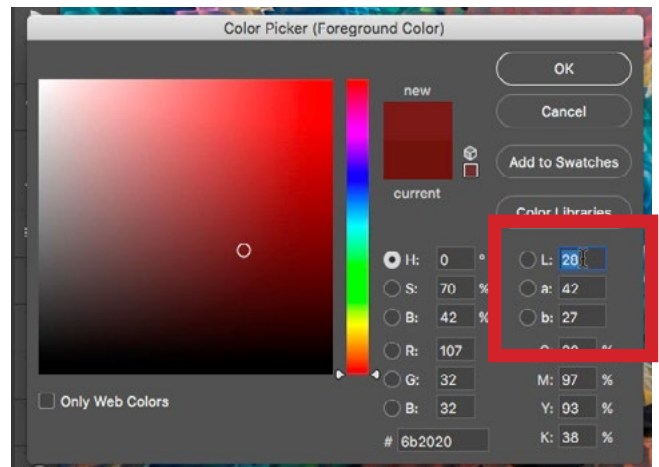 Color Picker (Foreground Color)
new
current
OK
Cancel
Add to Swatches
Color Libraries
H: 0 °
S: 70 %
B: 42 %
R: 107
G: 32
B: 32
# 6b2020
L: 28
a: 42
b: 27
%
M: 97 %
Y: 93 %
K: 38 %
Only Web Colors